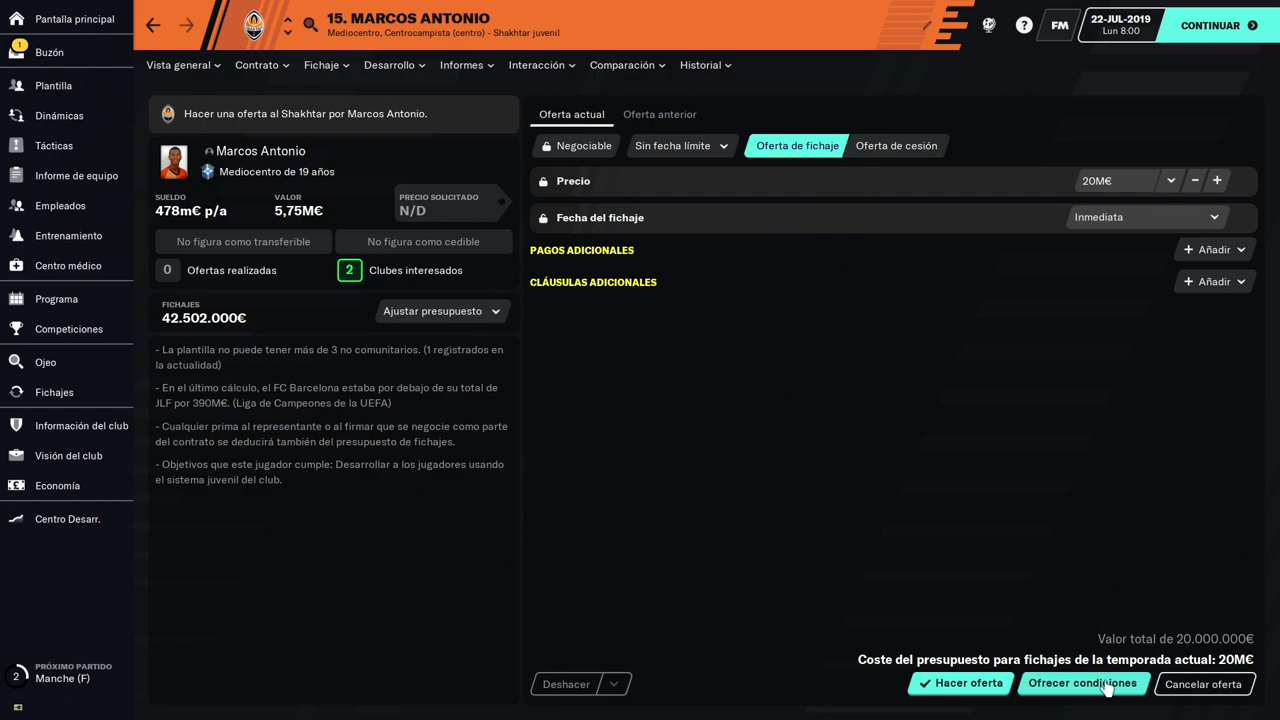 Pantalla principal
1
Buzón
Plantilla
Dinámicas
Tácticas
Informe de equipo
Empleados
Entrenamiento
Centro médico
Programa
Competiciones
Ojeo
Fichajes
Información del club
Visión del club
Economía
Centro Desarr.
2
PRÓXIMO PARTIDO
Manche (F)
15. MARCOS ANTONIO
Mediocentro, Centrocampista (centro) - Shakhtar juvenil
?
FM
22-JUL-2019
Lun 8:00
CONTINUAR
Vista general
Contrato
Fichaje
Desarrollo
Informes
Interacción
Comparación
Historial
Hacer una oferta al Shakhtar por Marcos Antonio.
Marcos Antonio
Mediocentro de 19 años
SUELDO
478m€ p/a
VALOR
5,75M€
PRECIO SOLICITADO
N/D
No figura como transferible
No figura como cedible
0 Ofertas realizadas
2 Clubes interesados
FICHAJES
42.502.000€
Ajustar presupuesto
- La plantilla no puede tener más de 3 no comunitarios. (1 registrados en
la actualidad)
- En el último cálculo, el FC Barcelona estaba por debajo de su total de
JLF por 390M€. (Liga de Campeones de la UEFA)
- Cualquier prima al representante o al firmar que se negocie como parte
del contrato se deducirá también del presupuesto de fichajes.
- Objetivos que este jugador cumple: Desarrollar a los jugadores usando
el sistema juvenil del club.
Oferta actual
Oferta anterior
Negociable
Sin fecha límite
Oferta de fichaje
Oferta de cesión
Precio
20M€
- +
Fecha del fichaje
Inmediata
PAGOS ADICIONALES
+ Añadir
CLÁUSULAS ADICIONALES
+ Añadir
Valor total de 20.000.000€
Coste del presupuesto para fichajes de la temporada actual: 20M€
Deshacer
Hacer oferta
Ofrecer condiciones
Cancelar oferta